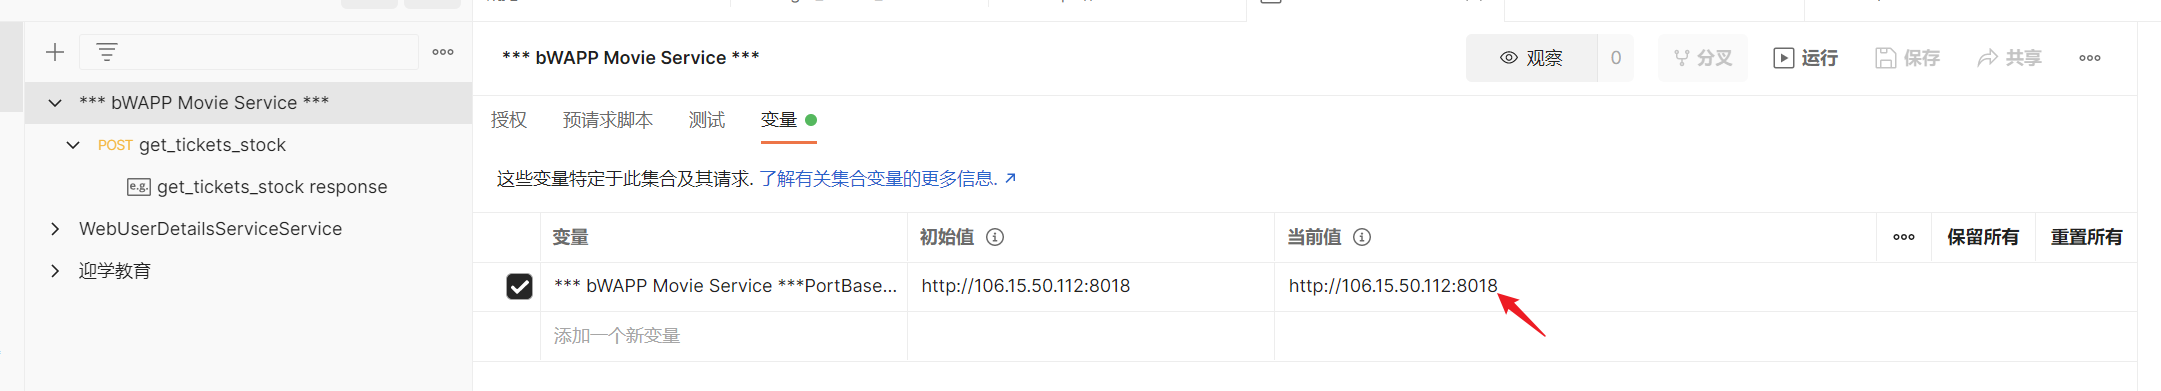 *** bWAPP Movie Service ***
观察
0
分叉
运行
保存
共享
*** bWAPP Movie Service ***
POST get_tickets_stock
e.g. get_tickets_stock response
WebUserDetailsServiceService
迎学教育
授权
预请求脚本
测试
变量
这些变量特定于此集合及其请求. 了解有关集合变量的更多信息. ↗
变量
初始值
当前值
保留所有
重置所有
*** bWAPP Movie Service ***PortBase...
http://106.15.50.112:8018
http://106.15.50.112:8018
添加一个新变量